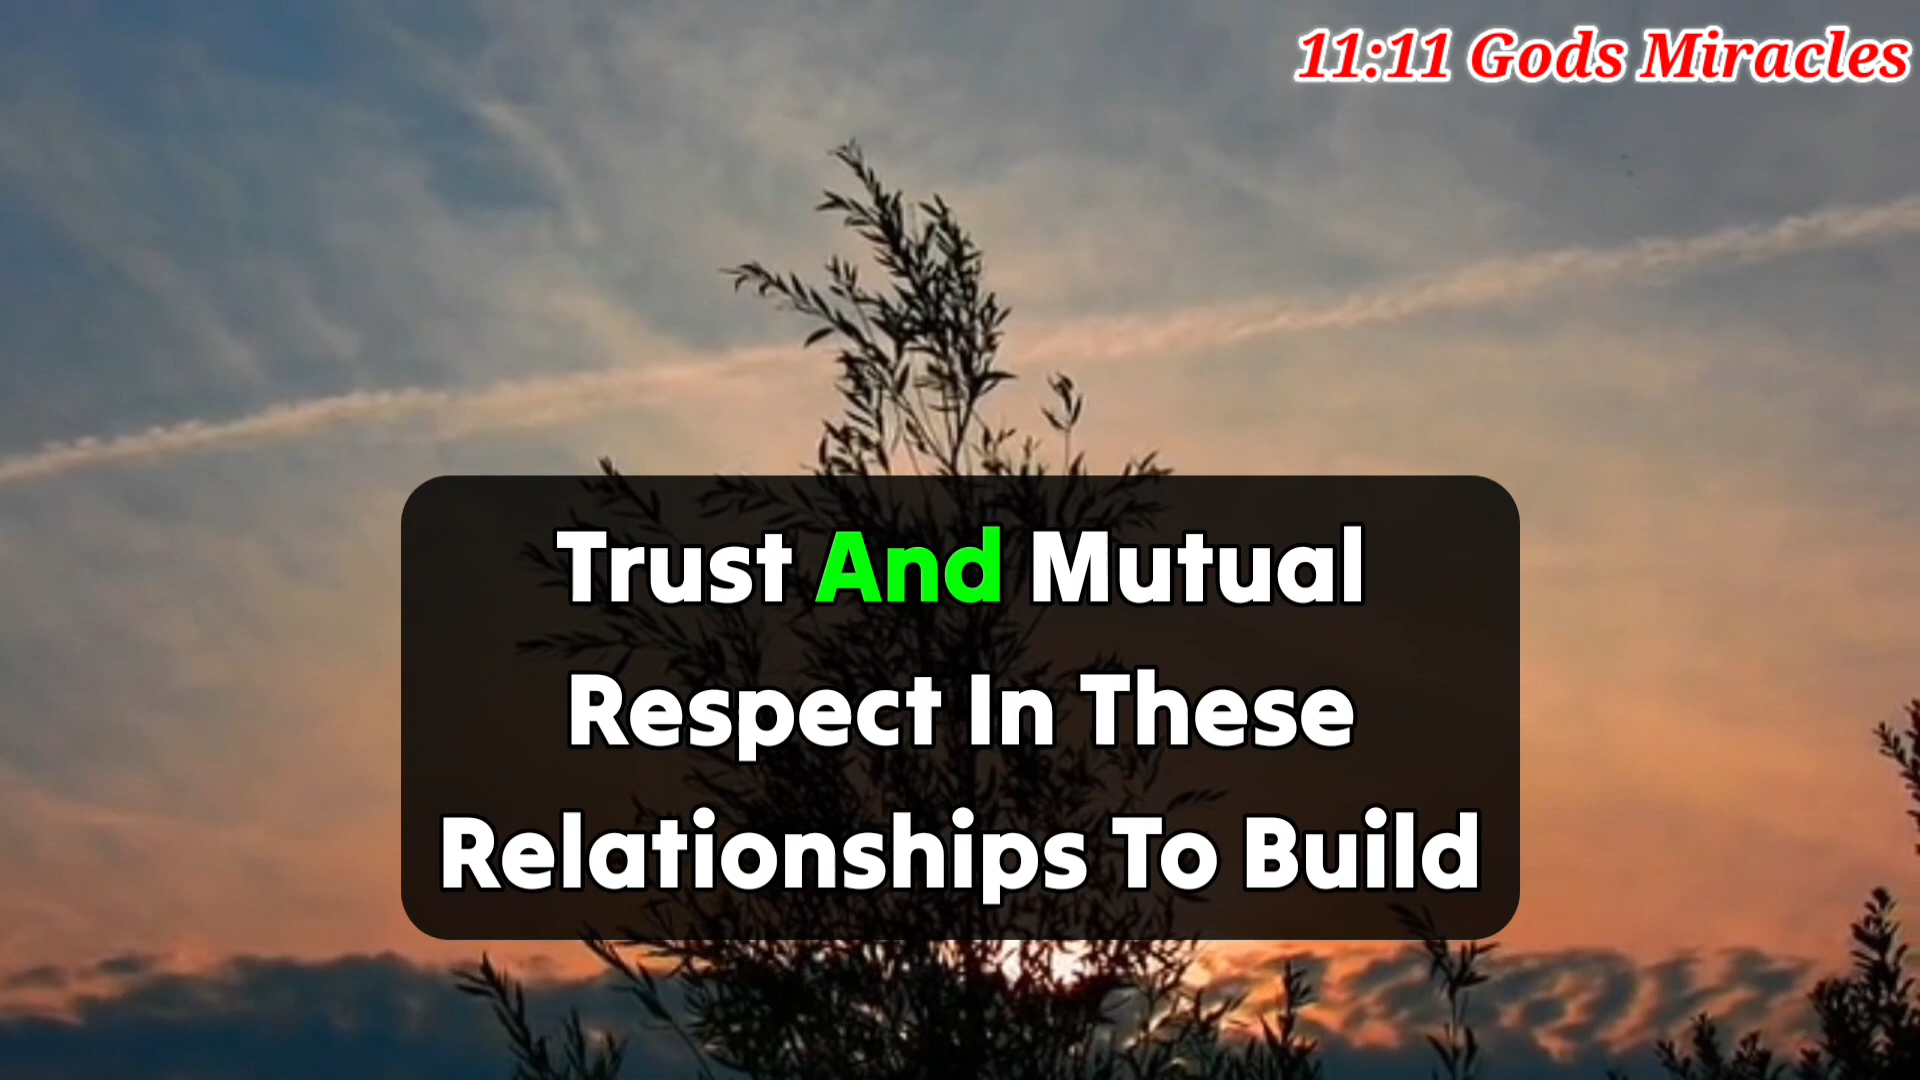 11:11 Gods Miracles
Trust And Mutual
Respect In These
Relationships To Build